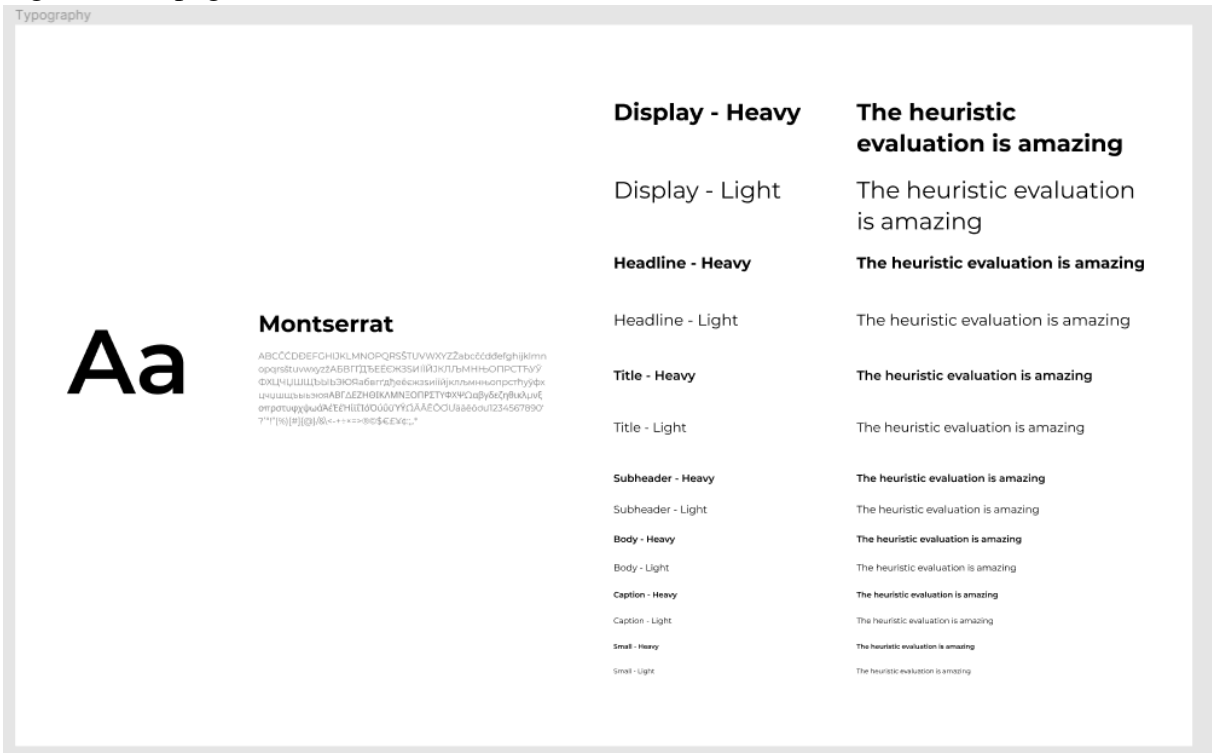 Typography
Aa
Montserrat
Display - Heavy
The heuristic
evaluation is amazing
Display - Light
The heuristic evaluation
is amazing
Headline - Heavy
The heuristic evaluation is amazing
Headline - Light
The heuristic evaluation is amazing
Title - Heavy
The heuristic evaluation is amazing
Title - Light
The heuristic evaluation is amazing
Subheader - Heavy
The heuristic evaluation is amazing
Subheader - Light
The heuristic evaluation is amazing
Body - Heavy
The heuristic evaluation is amazing
Body - Light
The heuristic evaluation is amazing
Caption - Heavy
The heuristic evaluation is amazing
Caption - Light
The heuristic evaluation is amazing
Small - Heavy
The heuristic evaluation is amazing
Small - Light
The heuristic evaluation is amazing